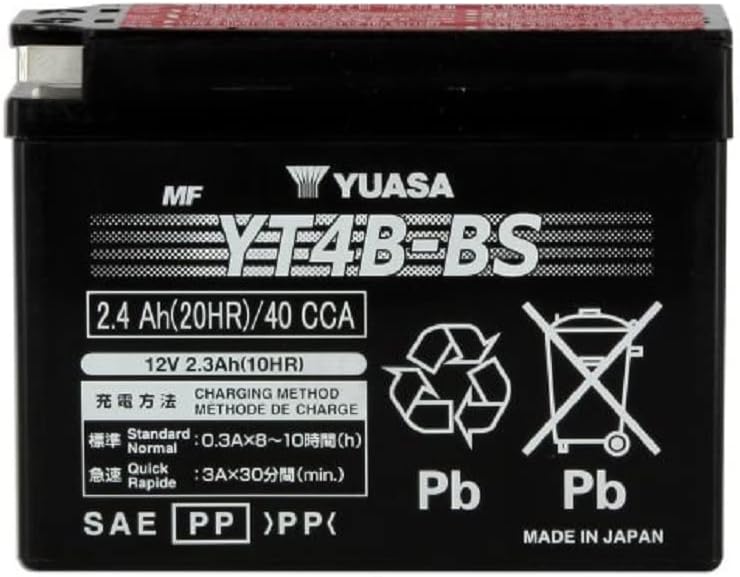 YUASA
MF
YT4B-BS
2.4 Ah(20HR)/40 CCA
12V 2.3Ah(10HR)
充電方法 CHARGING METHOD
MÉTHODE DE CHARGE
標準 Standard Normal :0.3A×8～10時間(h)
急速 Quick Rapide :3A×30分間(min.)
SAE PP >PP<
Pb Pb
MADE IN JAPAN